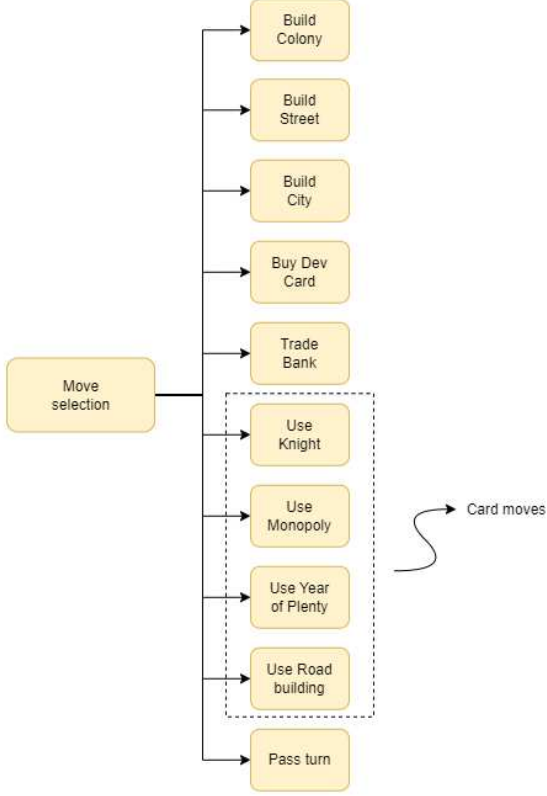 Build
Colony
Build
Street
Build
City
Buy Dev
Card
Trade
Bank
Move
selection
Use
Knight
Use
Monopoly
Card moves
Use Year
of Plenty
Use Road
building
Pass turn